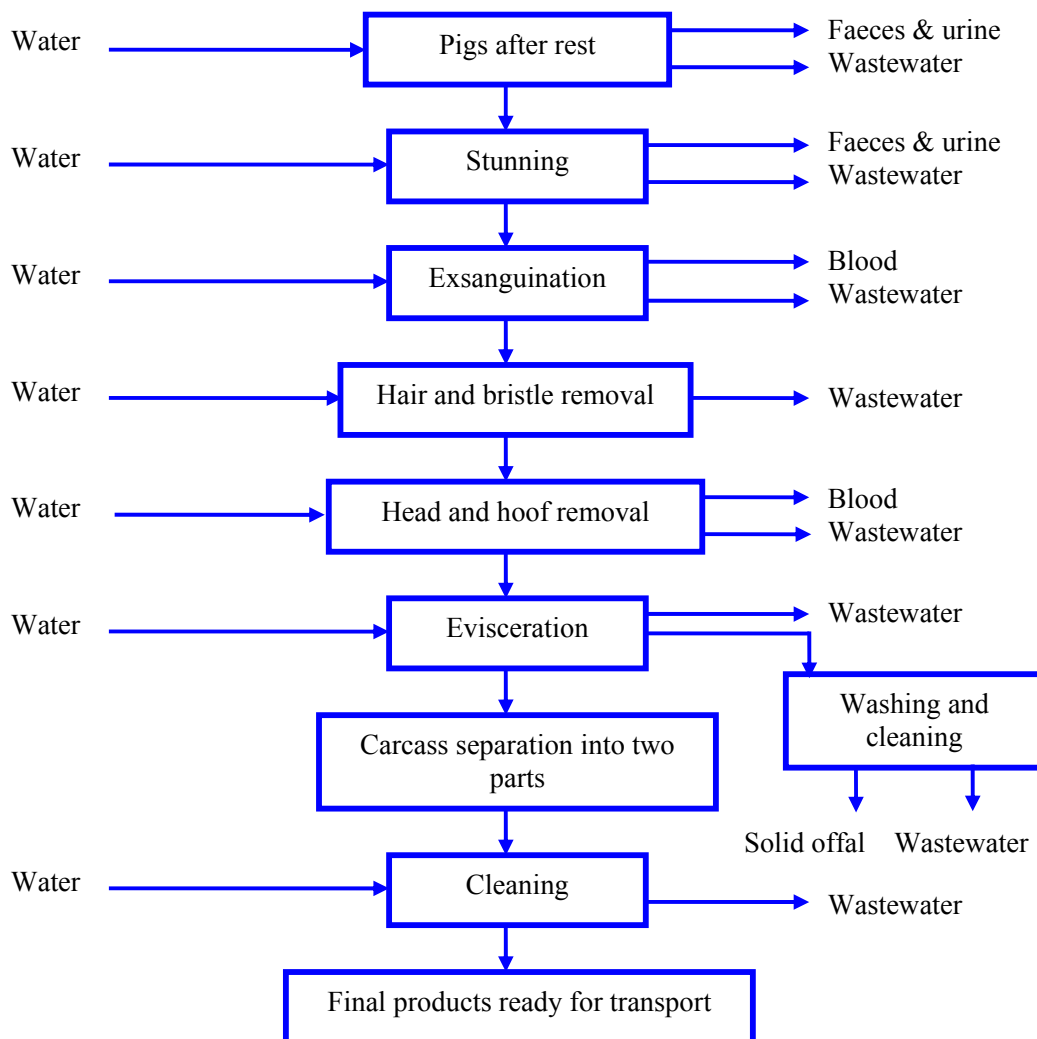 Water
Pigs after rest
Faeces & urine
Wastewater
Water
Stunning
Faeces & urine
Wastewater
Water
Exsanguination
Blood
Wastewater
Water
Hair and bristle removal
Wastewater
Water
Head and hoof removal
Blood
Wastewater
Water
Evisceration
Wastewater
Washing and
cleaning
Carcass separation into two
parts
Solid offal
Wastewater
Water
Cleaning
Wastewater
Final products ready for transport